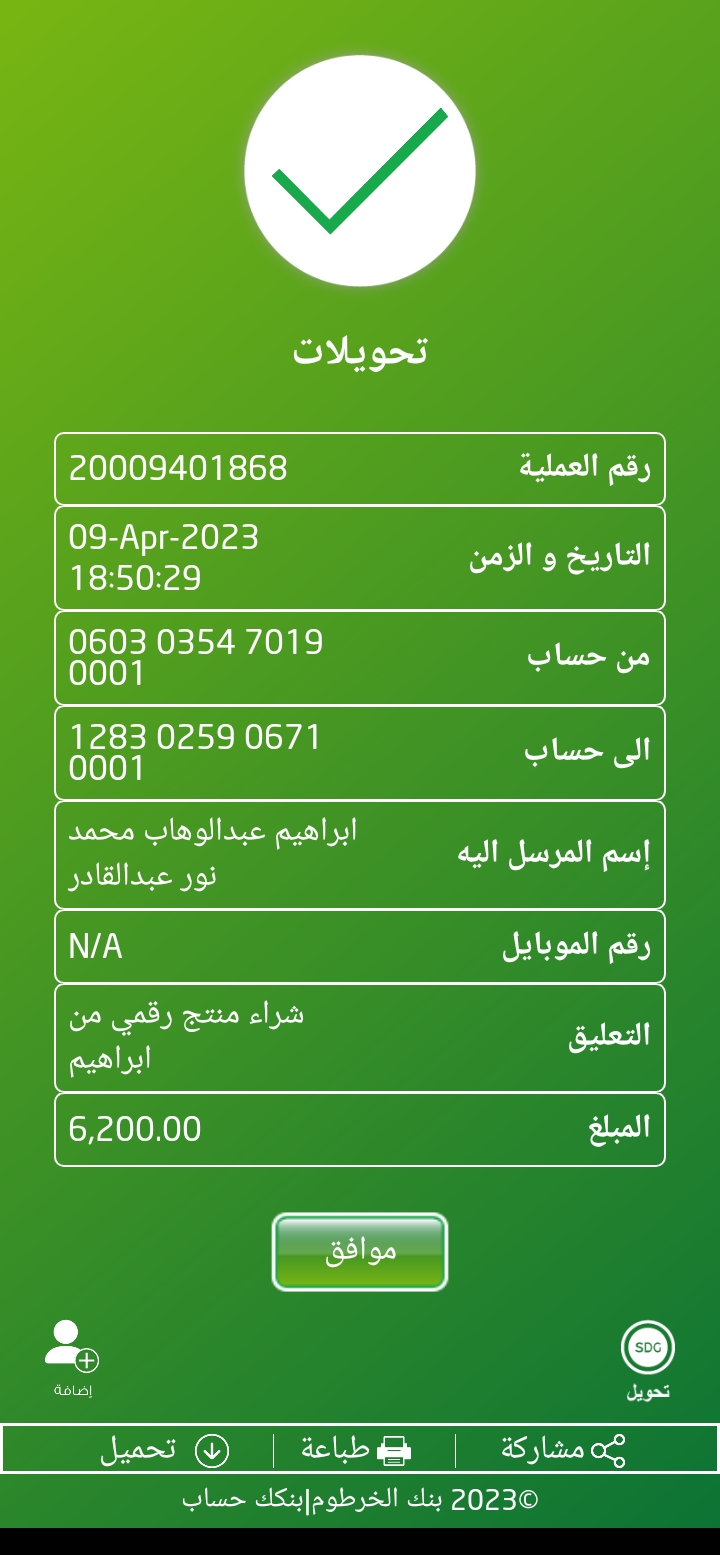 تحويلات
رقم العملية 20009401868
التاريخ و الزمن 09-Apr-2023
18:50:29
من حساب 0603 0354 7019
0001
الى حساب 1283 0259 0671
0001
إسم المرسل اليه ابراهيم عبدالوهاب محمد
نور عبدالقادر
رقم الموبايل N/A
التعليق شراء منتج رقمي من
ابراهيم
المبلغ 6,200.00
موافق
SDG
تحويل
إضافة
مشاركة
طباعة
تحميل
©2023 بنك الخرطوم|بنكك حساب